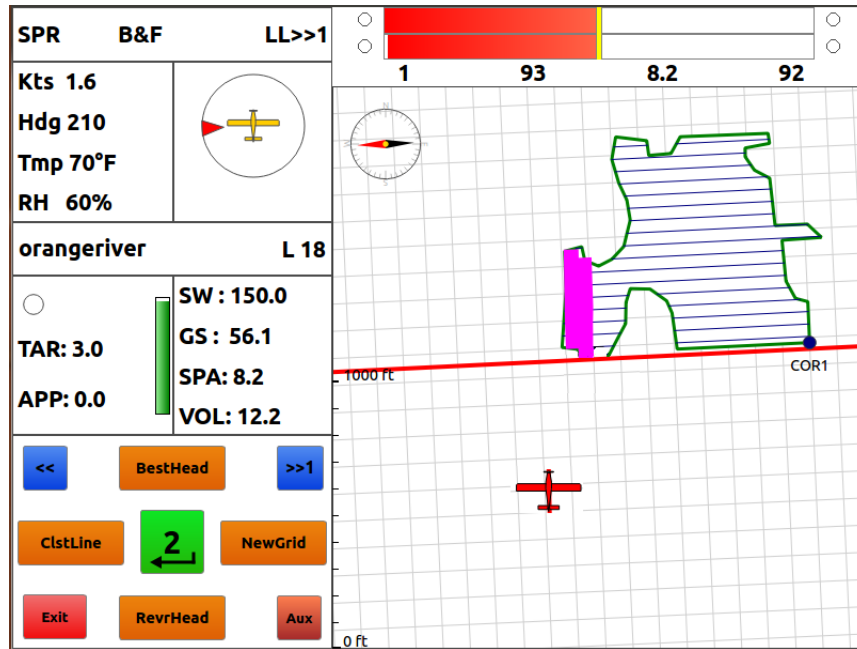 SPR B&F LL>>1
1 93 8.2 92
Kts 1.6
Hdg 210
Tmp 70°F
RH 60%
N
W E
S
orangeriver L 18
SW : 150.0
TAR: 3.0
GS : 56.1
SPA: 8.2
APP: 0.0
VOL: 12.2
1000 ft
COR1
<< BestHead >>1
ClstLine 2 NewGrid
Exit RevrHead Aux
0 ft